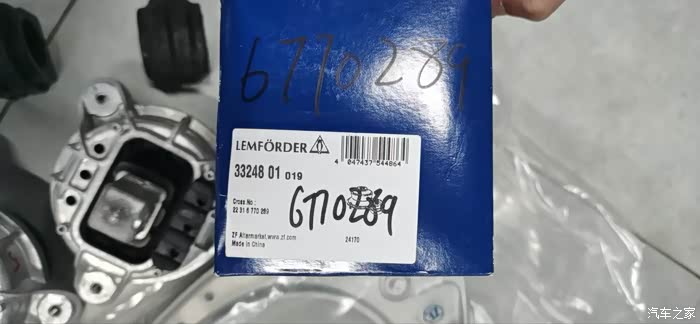 6770289
LEMFÖRDER
4 047437 544864
33248 01 019
Cross No :
22 31 6 770 289
6770289
ZF Aftermarket,www.zf.com
24170
Made in China
汽车之家